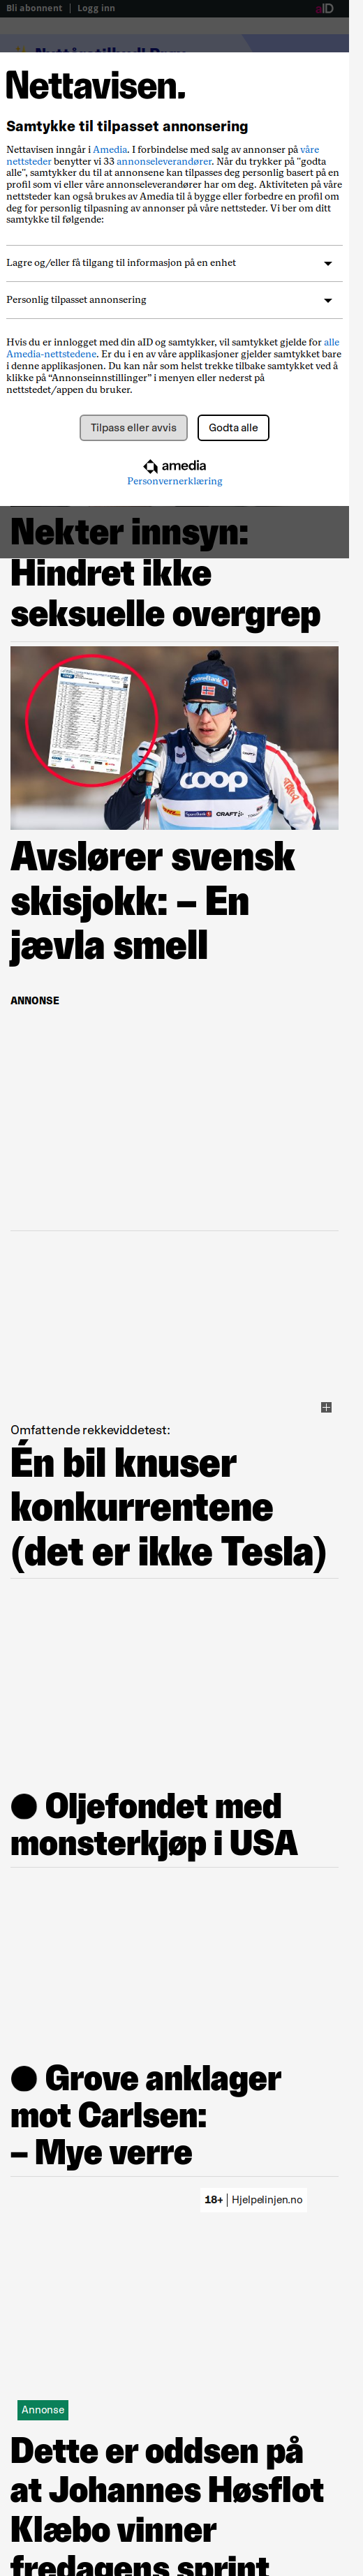 Bli abonnent | Logg inn
aID
Nettavisen.
Samtykke til tilpasset annonsering
Nettavisen inngår i Amedia. I forbindelse med salg av annonser på våre
nettsteder benytter vi 33 annonseleverandører. Når du trykker på "godta
alle", samtykker du til at annonsene kan tilpasses deg personlig basert på en
profil som vi eller våre annonseleverandører har om deg. Aktiviteten på våre
nettsteder kan også brukes av Amedia til å bygge eller forbedre en profil om
deg for personlig tilpasning av annonser på våre nettsteder. Vi ber om ditt
samtykke til følgende:
Lagre og/eller få tilgang til informasjon på en enhet
Personlig tilpasset annonsering
Hvis du er innlogget med din aID og samtykker, vil samtykket gjelde for alle
Amedia-nettstedene. Er du i en av våre applikasjoner gjelder samtykket bare
i denne applikasjonen. Du kan når som helst trekke tilbake samtykket ved å
klikke på “Annonseinnstillinger” i menyen eller nederst på
nettstedet/appen du bruker.
Tilpass eller avvis
Godta alle
amedia
Personvernerklæring
Nekter innsyn:
Hindret ikke
seksuelle overgrep
SpareBank 1
coop
DHL
SpareBank 1
CRAFT
Avslører svensk
skisjokk: – En
jævla smell
ANNONSE
Omfattende rekkeviddetest:
Én bil knuser
konkurrentene
(det er ikke Tesla)
● Oljefondet med
monsterkjøp i USA
● Grove anklager
mot Carlsen:
– Mye verre
18+ | Hjelpelinjen.no
Annonse
Dette er oddsen på
at Johannes Høsflot
Klæbo vinner
fredagens sprint